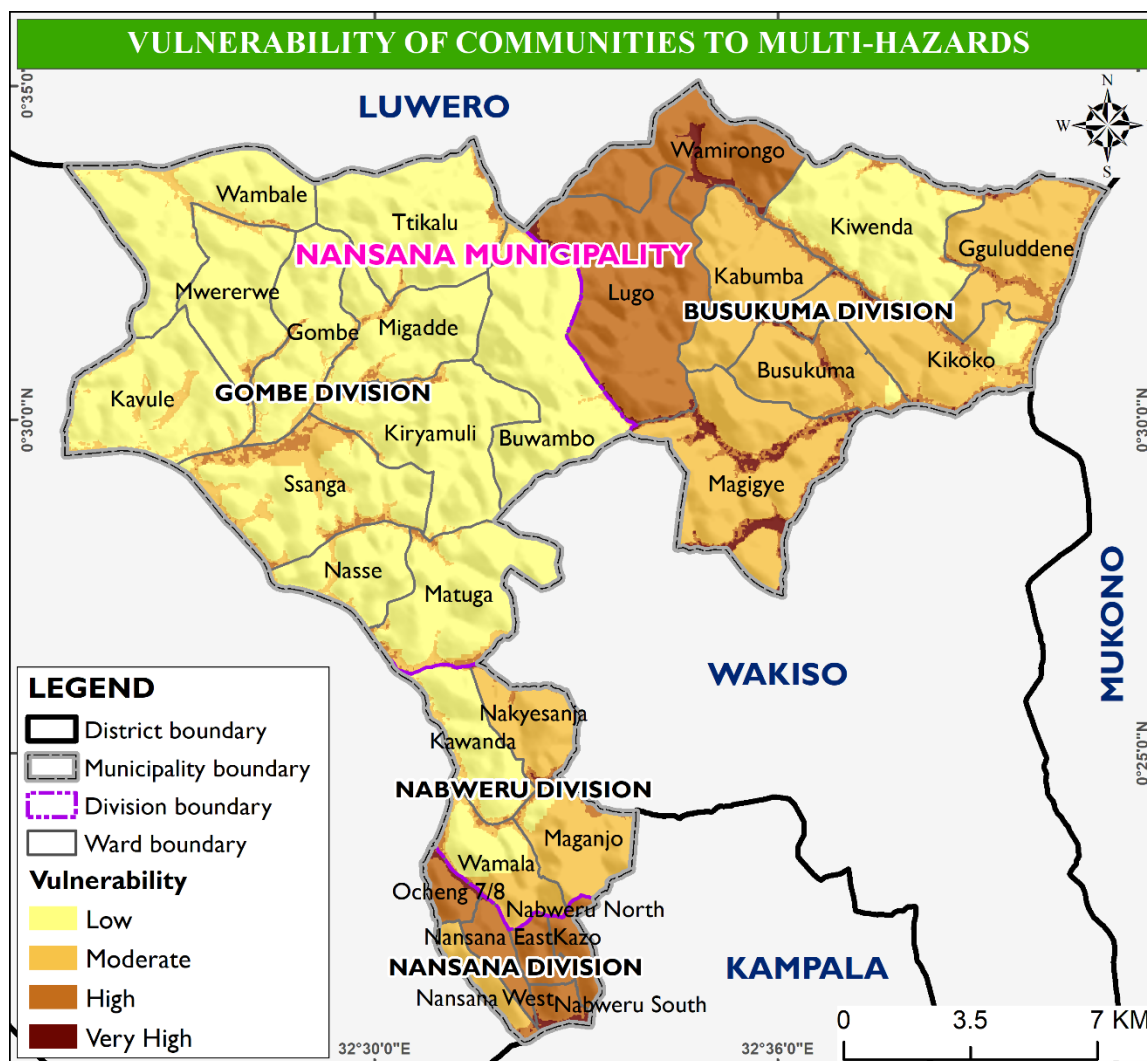 VULNERABILITY OF COMMUNITIES TO MULTI-HAZARDS
0°35'0"N
LUWERO
N
W
E
S
Wamirongo
Wambale
Ttikalu
Kiwenda
Gguluddene
NANSANA MUNICIPALITY
Kabumba
Mwererwe
Lugo
BUSUKUMA DIVISION
Gombe
Migadde
Kikoko
Busukuma
GOMBE DIVISION
Kavule
0°30'0"N
0°30'0"N
Kiryamuli
Buwambo
Ssanga
Magigye
Nasse
Matuga
MUKONO
WAKISO
Nakyesanja
Kawanda
0°25'0"N
NABWERU DIVISION
Maganjo
Wamala
Ocheng 7/8
Nabweru North
Nansana East
Kazo
NANSANA DIVISION
KAMPALA
Nansana West
Nabweru South
LEGEND
District boundary
Municipality boundary
Division boundary
Ward boundary
Vulnerability
Low
Moderate
High
Very High
0 3.5 7 KM
32°30'0"E
32°36'0"E